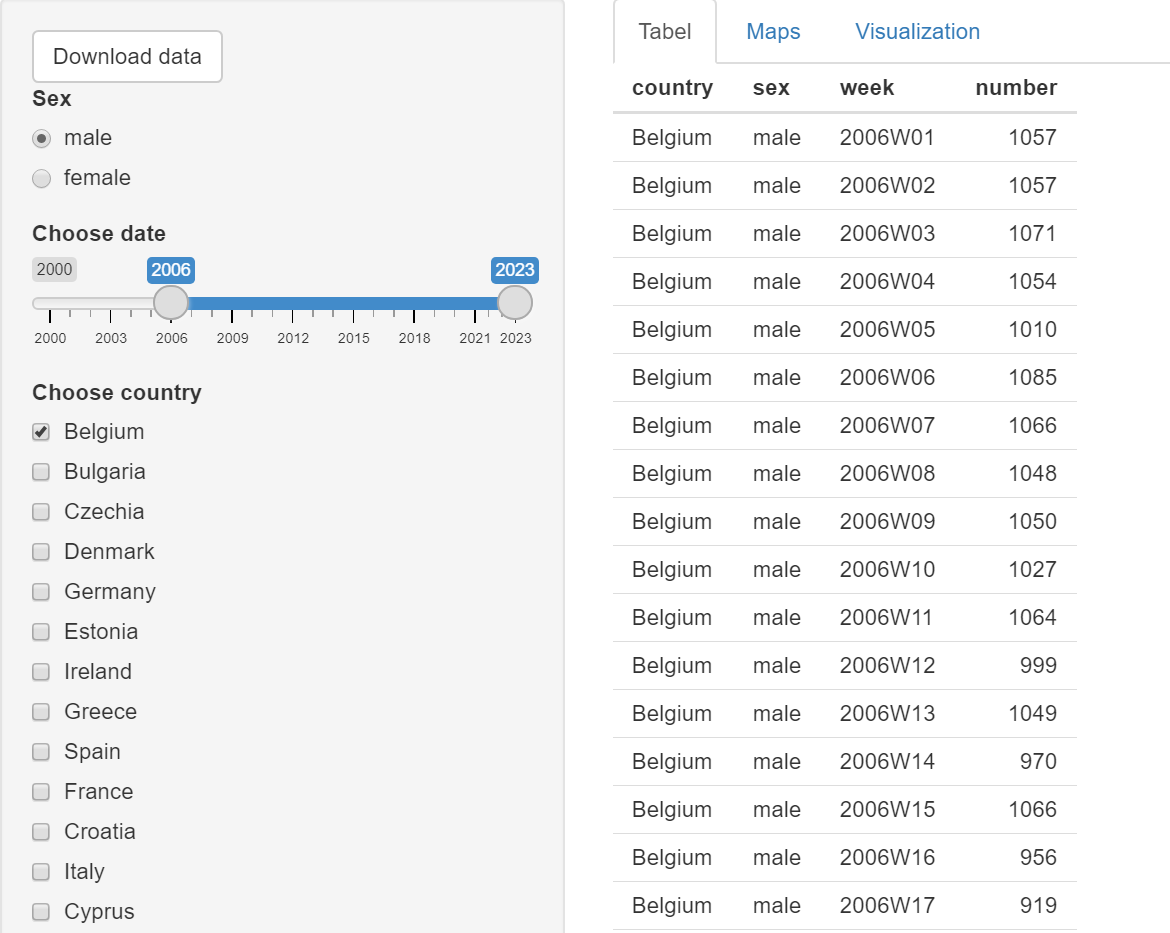 Download data
Sex
male
female
Choose date
2000 2006 2023
2000 2003 2006 2009 2012 2015 2018 2021 2023
Choose country
Belgium
Bulgaria
Czechia
Denmark
Germany
Estonia
Ireland
Greece
Spain
France
Croatia
Italy
Cyprus
Tabel Maps Visualization
country sex week number
Belgium male 2006W01 1057
Belgium male 2006W02 1057
Belgium male 2006W03 1071
Belgium male 2006W04 1054
Belgium male 2006W05 1010
Belgium male 2006W06 1085
Belgium male 2006W07 1066
Belgium male 2006W08 1048
Belgium male 2006W09 1050
Belgium male 2006W10 1027
Belgium male 2006W11 1064
Belgium male 2006W12 999
Belgium male 2006W13 1049
Belgium male 2006W14 970
Belgium male 2006W15 1066
Belgium male 2006W16 956
Belgium male 2006W17 919